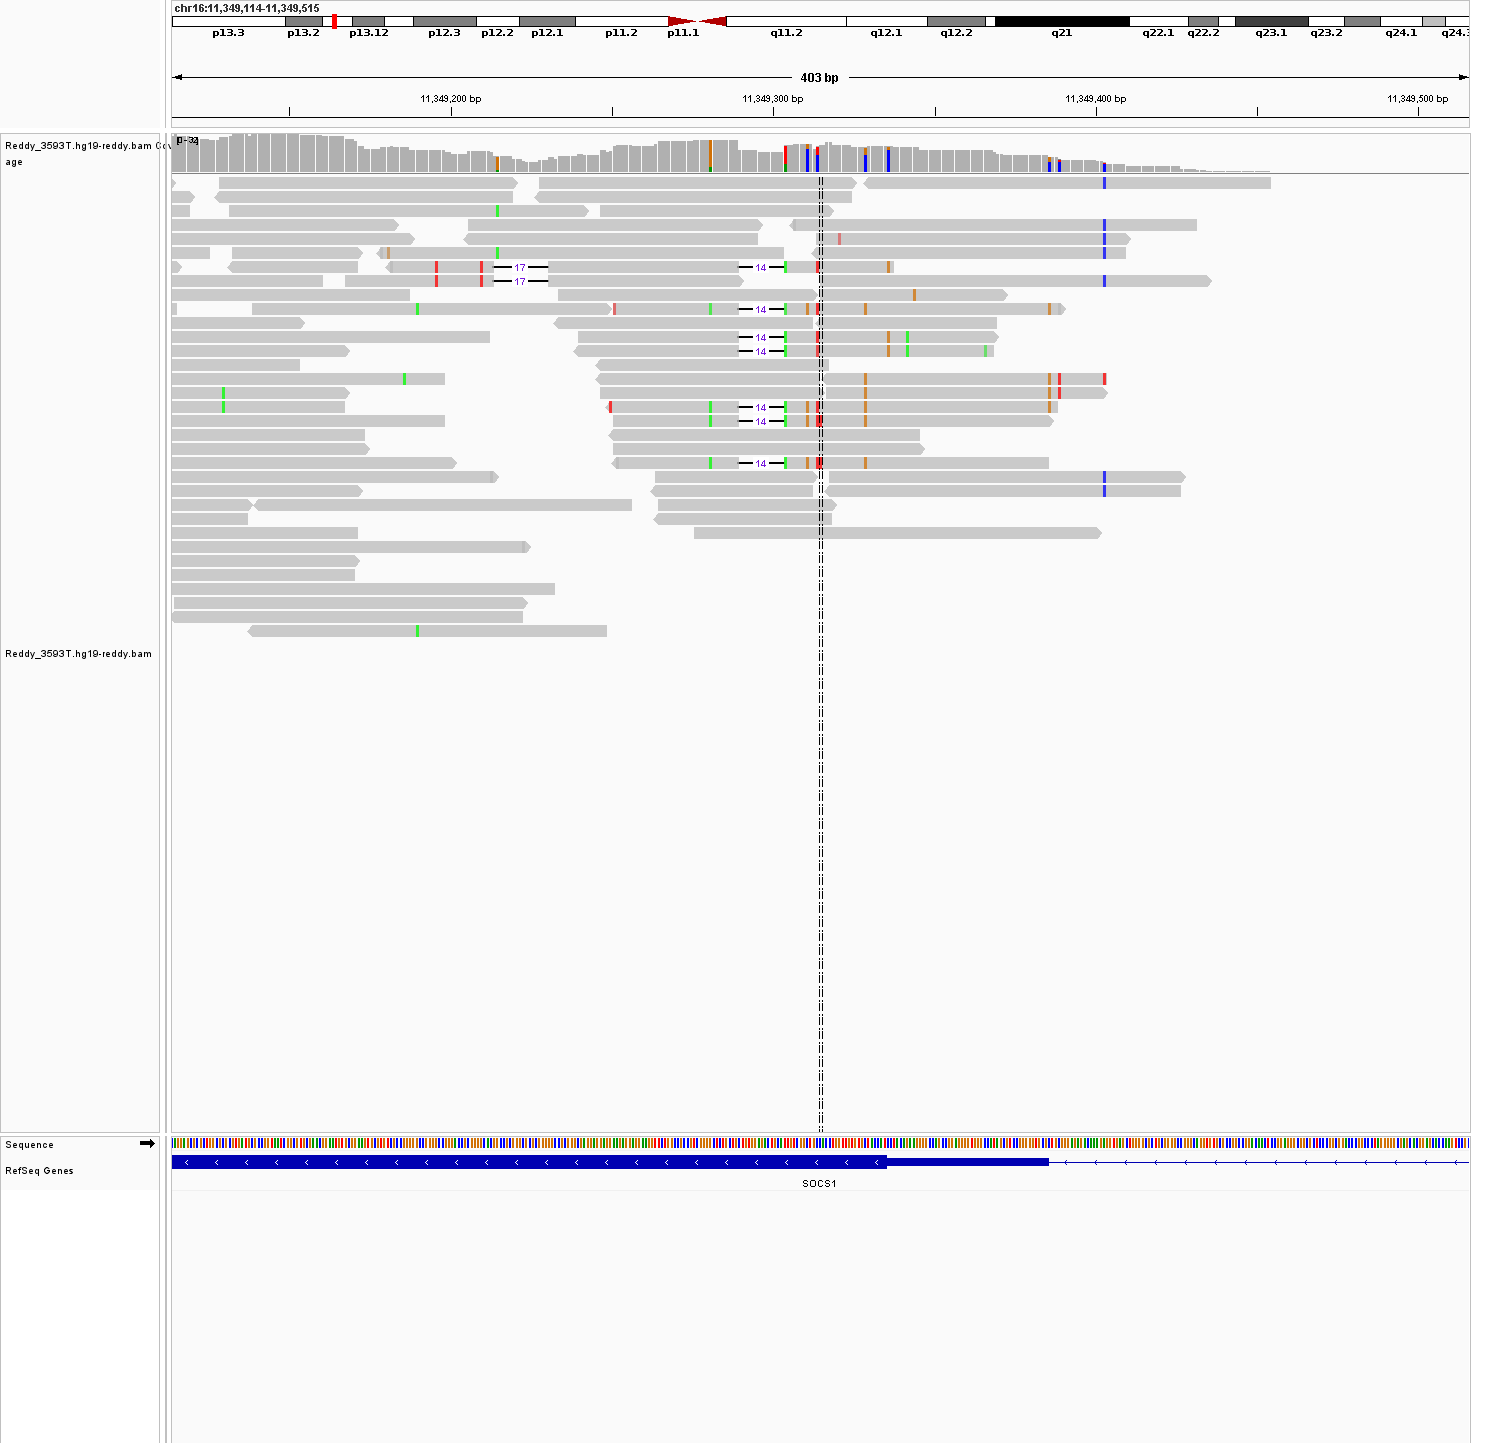 chr16:11,349,114-11,349,515
p13.3 p13.2 p13.12 p12.3 p12.2 p12.1 p11.2 p11.1 q11.2 q12.1 q12.2 q21 q22.1 q22.2 q23.1 q23.2 q24.1 q24.3
403 bp
11,349,200 bp 11,349,300 bp 11,349,400 bp 11,349,500 bp
Reddy_3593T.hg19-reddy.bam Cov
age
17 14
17
14
14
14
14
14
14
Reddy_3593T.hg19-reddy.bam
Sequence
RefSeq Genes
SOCS1